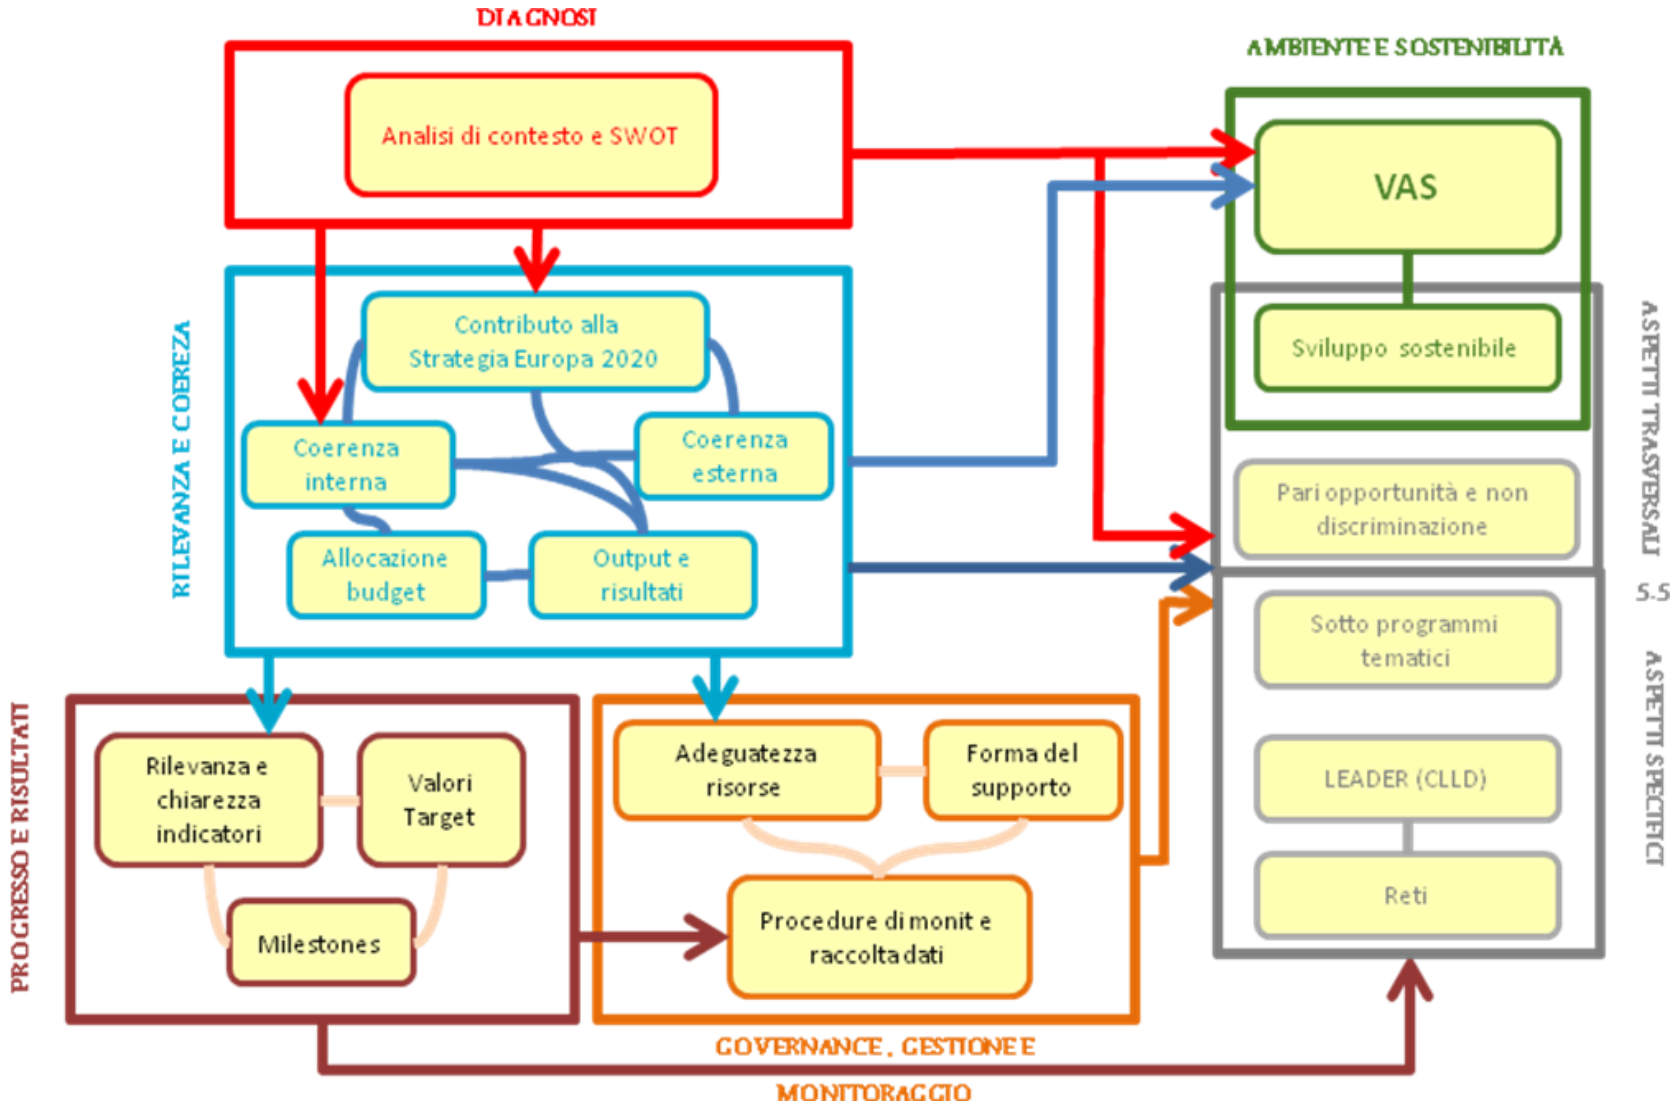 DIAGNOSI
Analisi di contesto e SWOT
AMBIENTE E SOSTENIBILITÀ
VAS
Sviluppo sostenibile
RILEVANZA E COEREZA
Contributo alla
Strategia Europa 2020
Coerenza
interna
Coerenza
esterna
Allocazione
budget
Output e
risultati
ASPETTI TRASVERSALI
Pari opportunità e non
discriminazione
5.5
ASPETTI SPECIFICI
Sotto programmi
tematici
LEADER (CLLD)
Reti
PROGRESSO E RISULTATI
Rilevanza e
chiarezza
indicatori
Valori
Target
Milestones
Adeguatezza
risorse
Forma del
supporto
Procedure di monit e
raccolta dati
GOVERNANCE, GESTIONE E
MONITORAGGIO